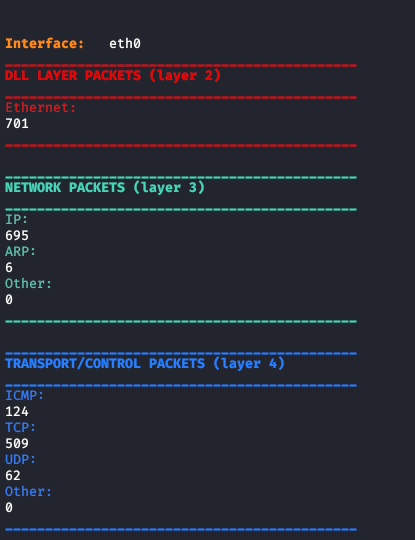 Interface: eth0
DLL LAYER PACKETS (layer 2)
Ethernet:
701
NETWORK PACKETS (layer 3)
IP:
695
ARP:
6
Other:
0
TRANSPORT/CONTROL PACKETS (layer 4)
ICMP:
124
TCP:
509
UDP:
62
Other:
0